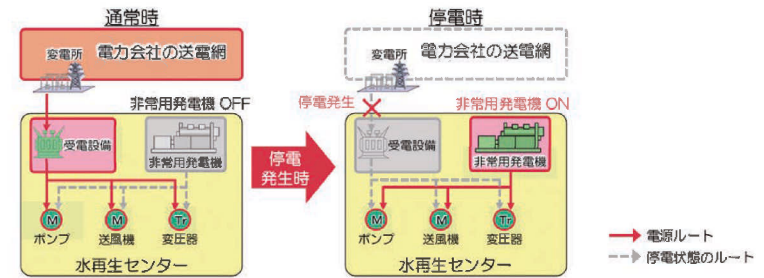 通常時
変電所 電力会社の送電網
非常用発電機 OFF
受電設備
非常用発電機
M M Tr
ポンプ 送風機 変圧器
水再生センター
停電
発生時
停電時
変電所 電力会社の送電網
停電発生 非常用発電機 ON
受電設備
非常用発電機
M M Tr
ポンプ 送風機 変圧器
水再生センター
電源ルート
停電状態のルート